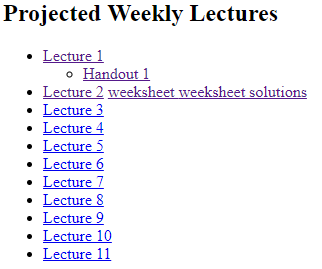 Projected Weekly Lectures
Lecture 1
Handout 1
Lecture 2 weeksheet weeksheet solutions
Lecture 3
Lecture 4
Lecture 5
Lecture 6
Lecture 7
Lecture 8
Lecture 9
Lecture 10
Lecture 11